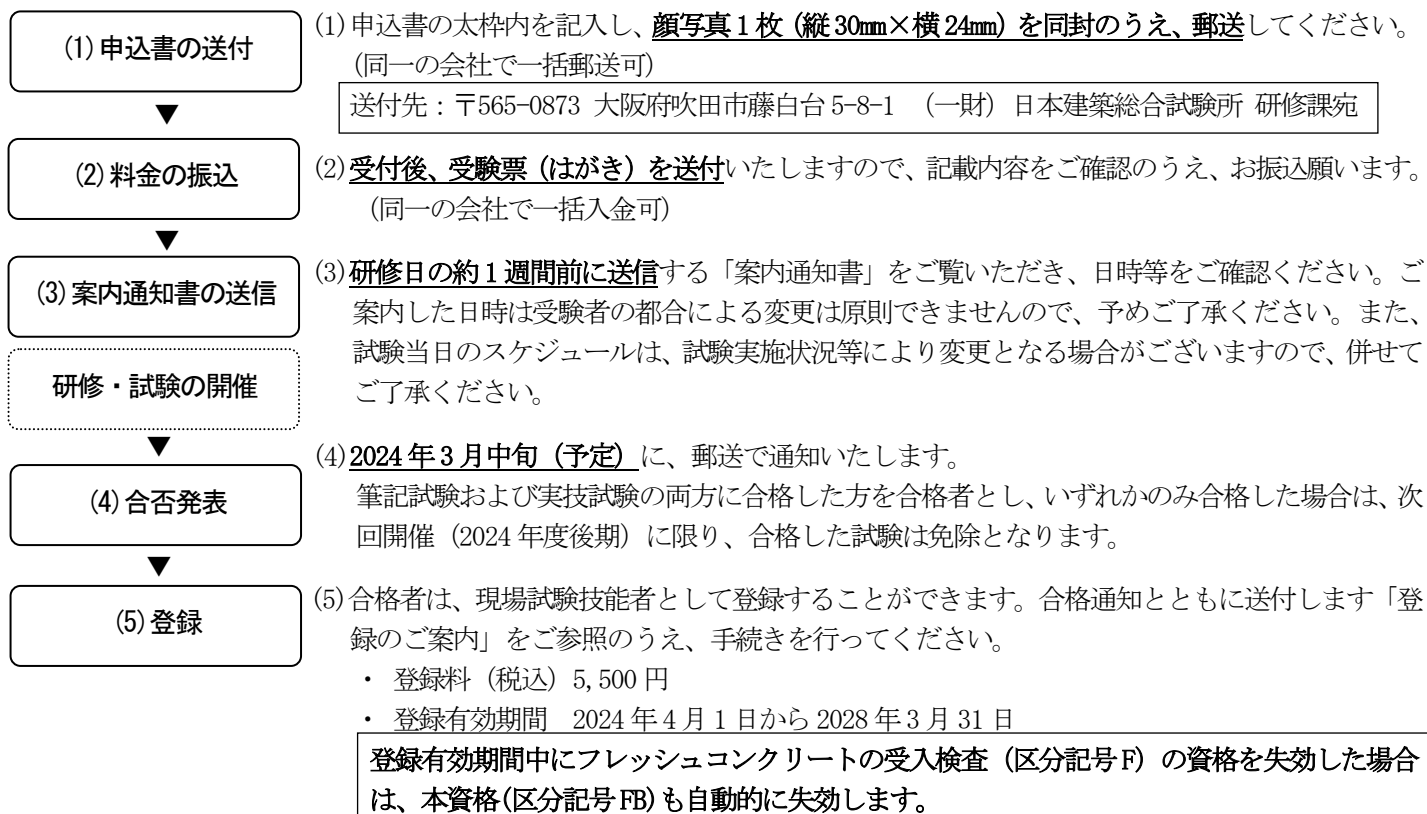 (1)申込書の送付
(1)申込書の太枠内を記入し、顔写真1枚(縦30mm×横24mm)を同封のうえ、郵送してください。
(同一の会社で一括郵送可)
送付先:〒565-0873 大阪府吹田市藤白台5-8-1 (一財)日本建築総合試験所 研修課宛
▼
(2)料金の振込
(2)受付後、受験票(はがき)を送付いたしますので、記載内容をご確認のうえ、お振込願います。
(同一の会社で一括入金可)
▼
(3)案内通知書の送信
(3)研修日の約1週間前に送信する「案内通知書」をご覧いただき、日時等をご確認ください。ご
案内した日時は受験者の都合による変更は原則できませんので、予めご了承ください。また、
試験当日のスケジュールは、試験実施状況等により変更となる場合がございますので、併せて
ご了承ください。
研修・試験の開催
▼
(4)合否発表
(4)2024年3月中旬(予定)に、郵送で通知いたします。
筆記試験および実技試験の両方に合格した方を合格者とし、いずれかのみ合格した場合は、次
回開催(2024年度後期)に限り、合格した試験は免除となります。
▼
(5)登録
(5)合格者は、現場試験技能者として登録することができます。合格通知とともに送付します「登
録のご案内」をご参照のうえ、手続きを行ってください。
・ 登録料(税込)5,500円
・ 登録有効期間 2024年4月1日から2028年3月31日
登録有効期間中にフレッシュコンクリートの受入検査(区分記号F)の資格を失効した場合
は、本資格(区分記号FB)も自動的に失効します。